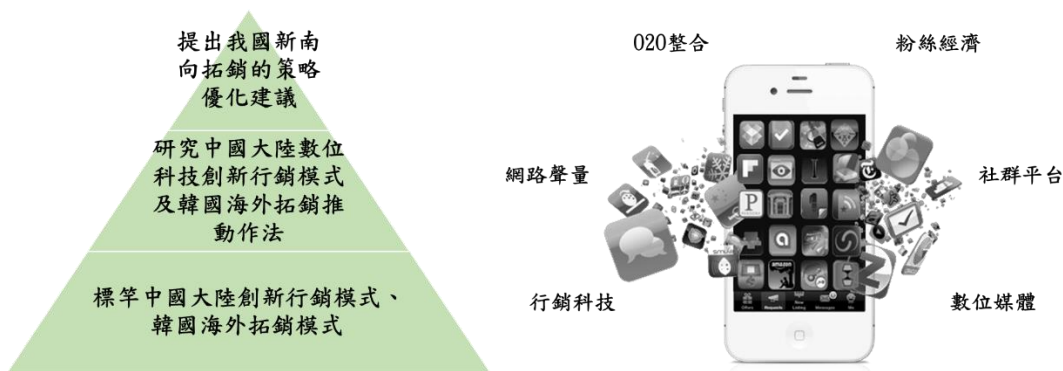 提出我國新南
向拓銷的策略
優化建議
研究中國大陸數位
科技創新行銷模式
及韓國海外拓銷推
動作法
標竿中國大陸創新行銷模式、
韓國海外拓銷模式
O2O整合
粉絲經濟
網路聲量
社群平台
行銷科技
數位媒體
amazon